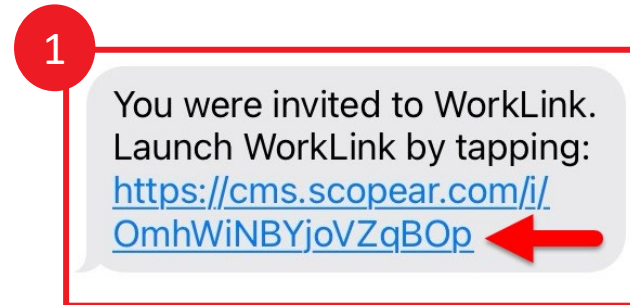 1
You were invited to WorkLink.
Launch WorkLink by tapping:
https://cms.scopear.com/i/
OmhWiNBYjoVZqBOp